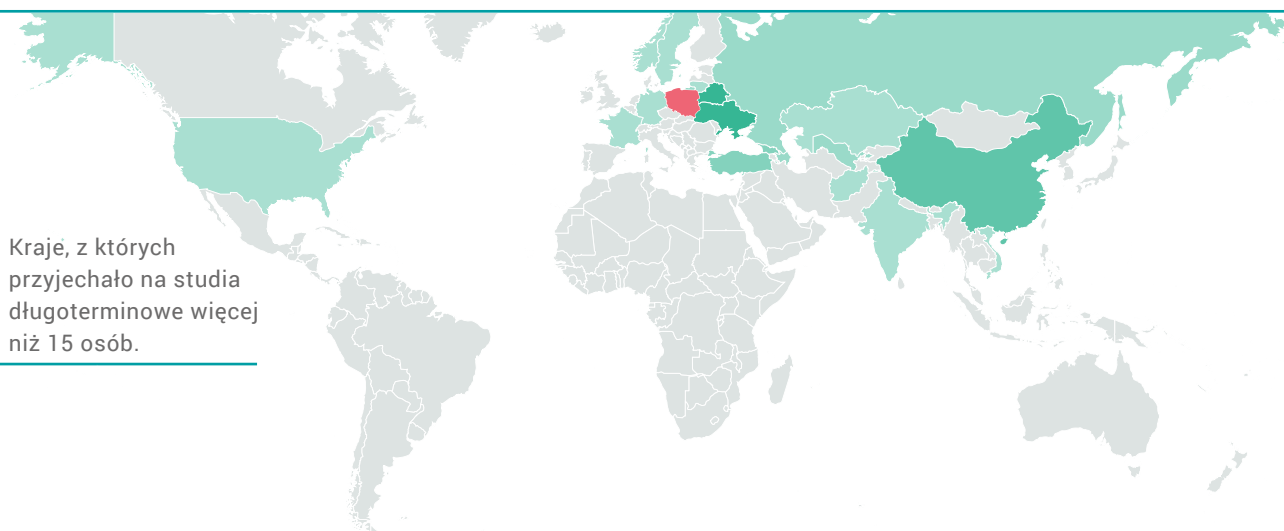 Kraje, z których
przyjechało na studia
długoterminowe więcej
niż 15 osób.